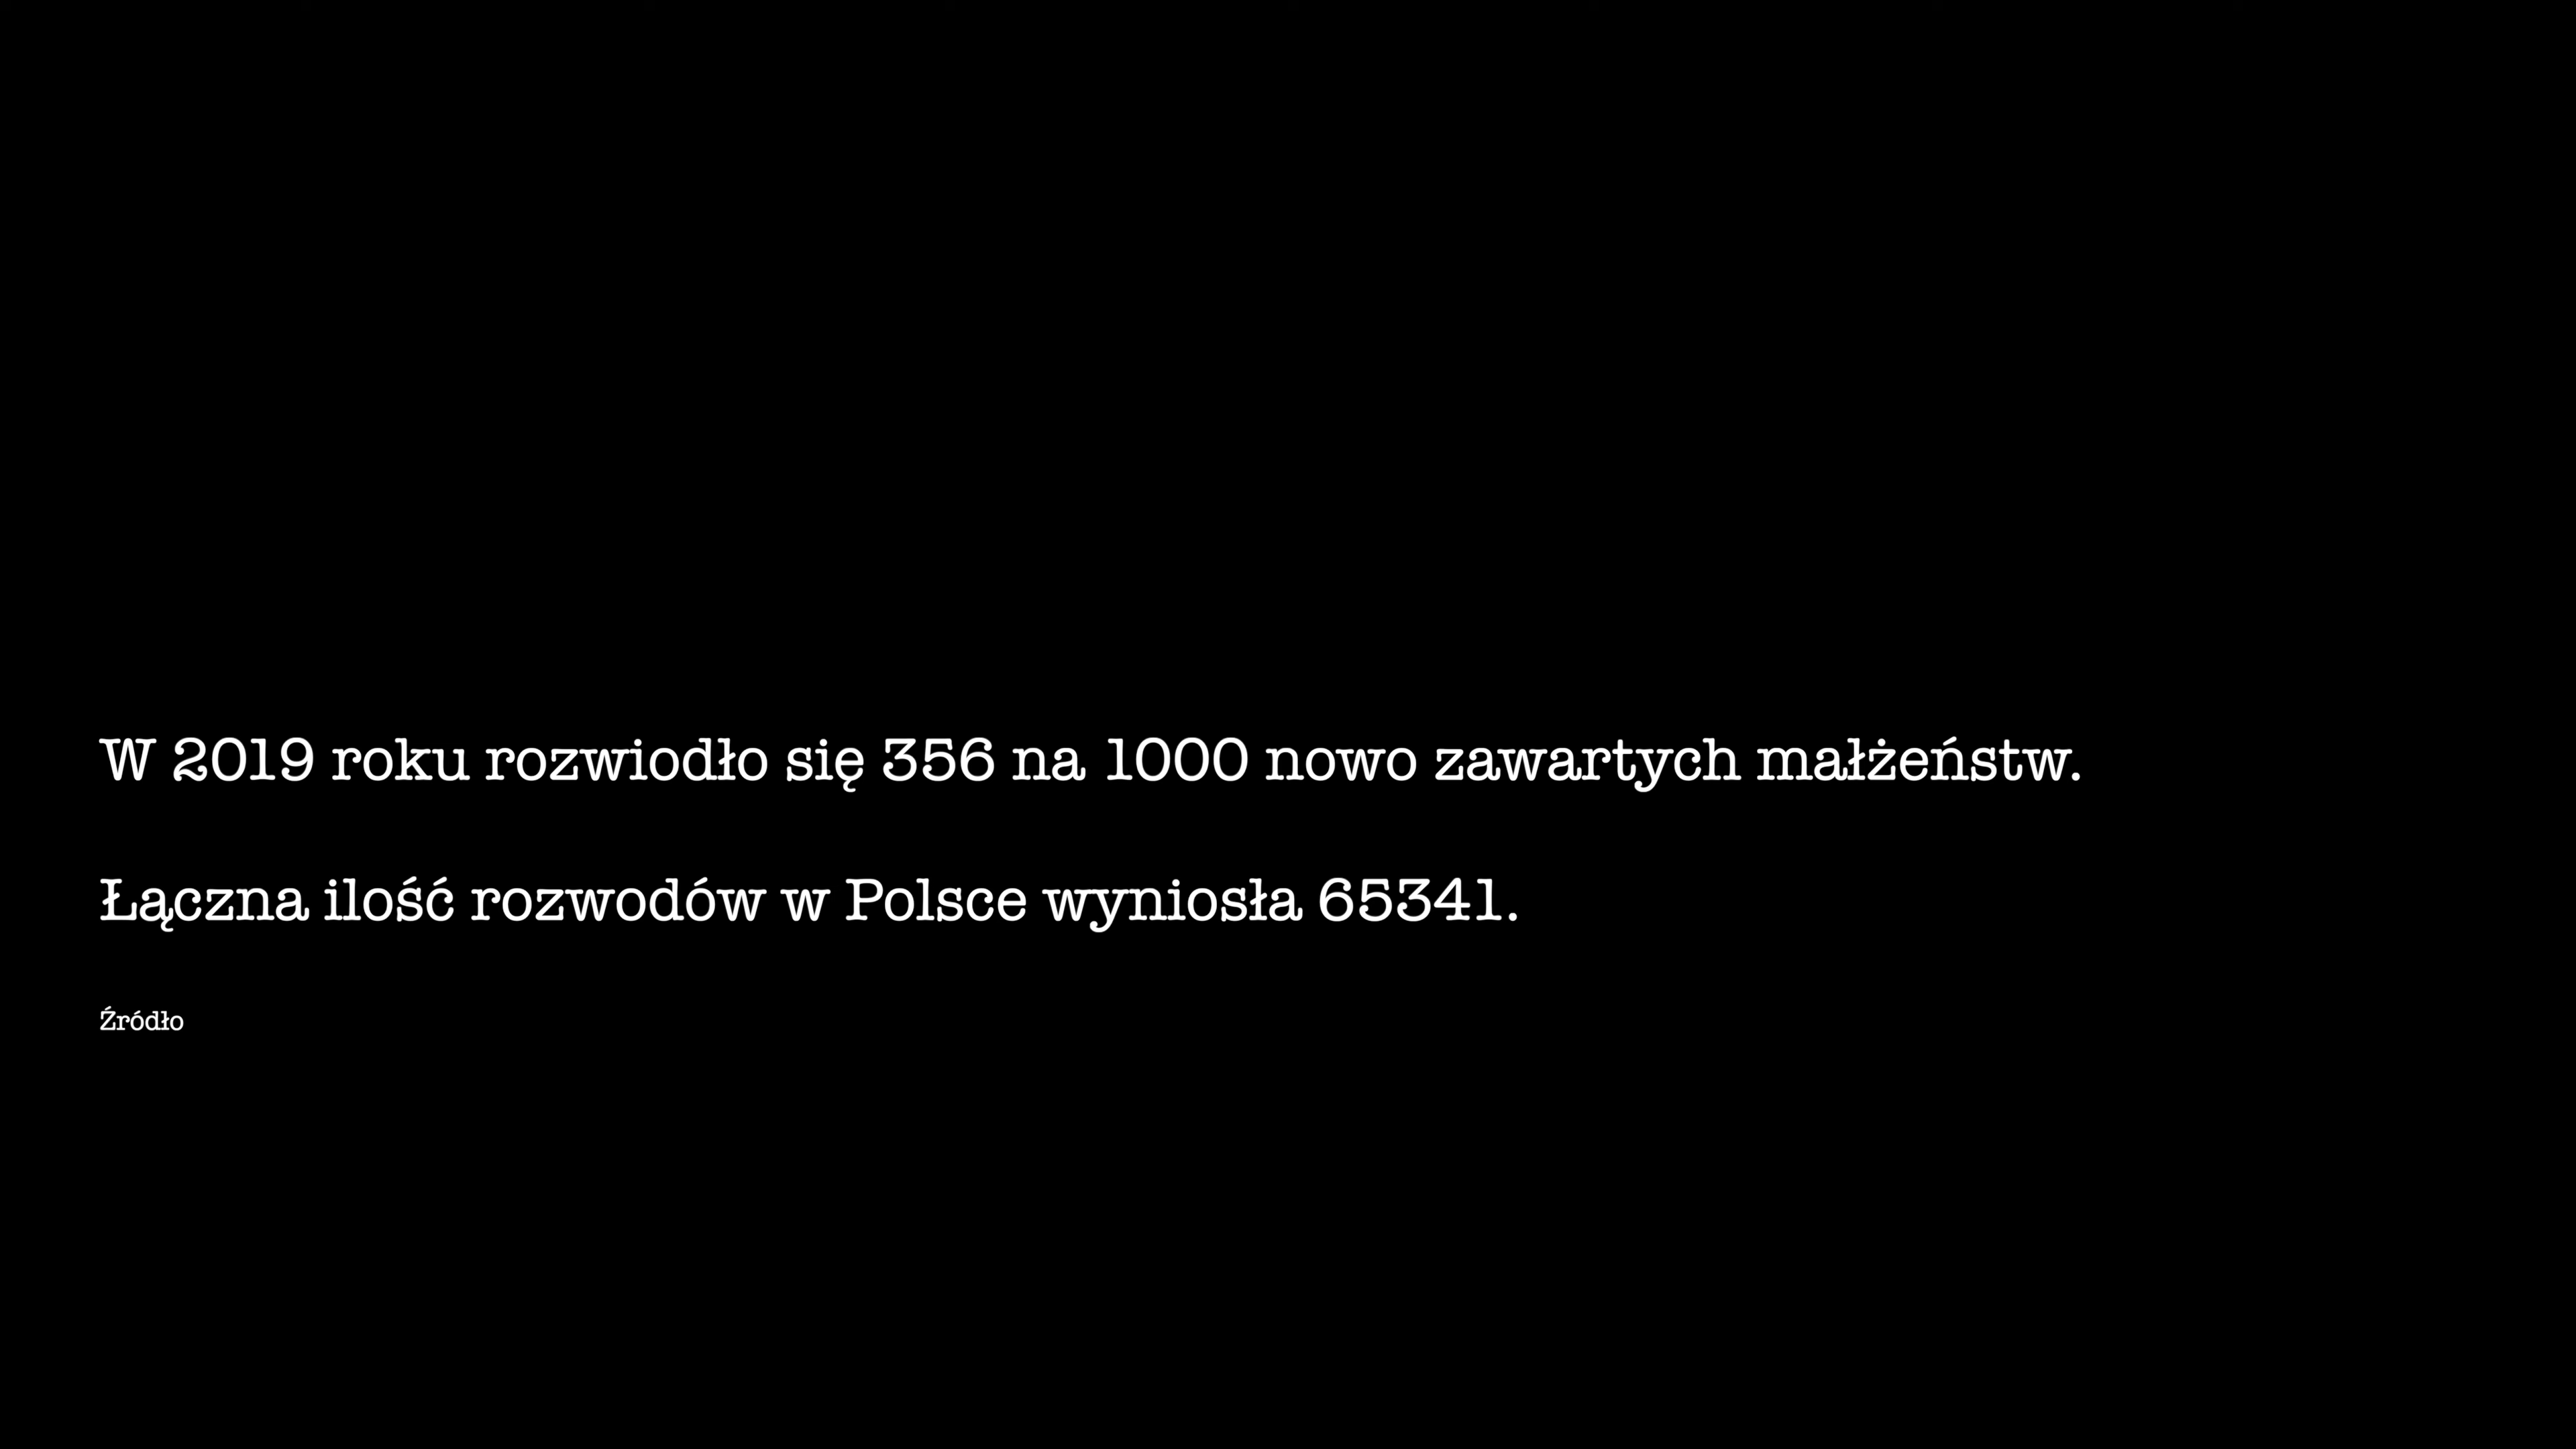 W 2019 roku rozwiodło się 356 na 1000 nowo zawartych małżeństw.
Łączna ilość rozwodów w Polsce wyniosła 65341.
Źródło